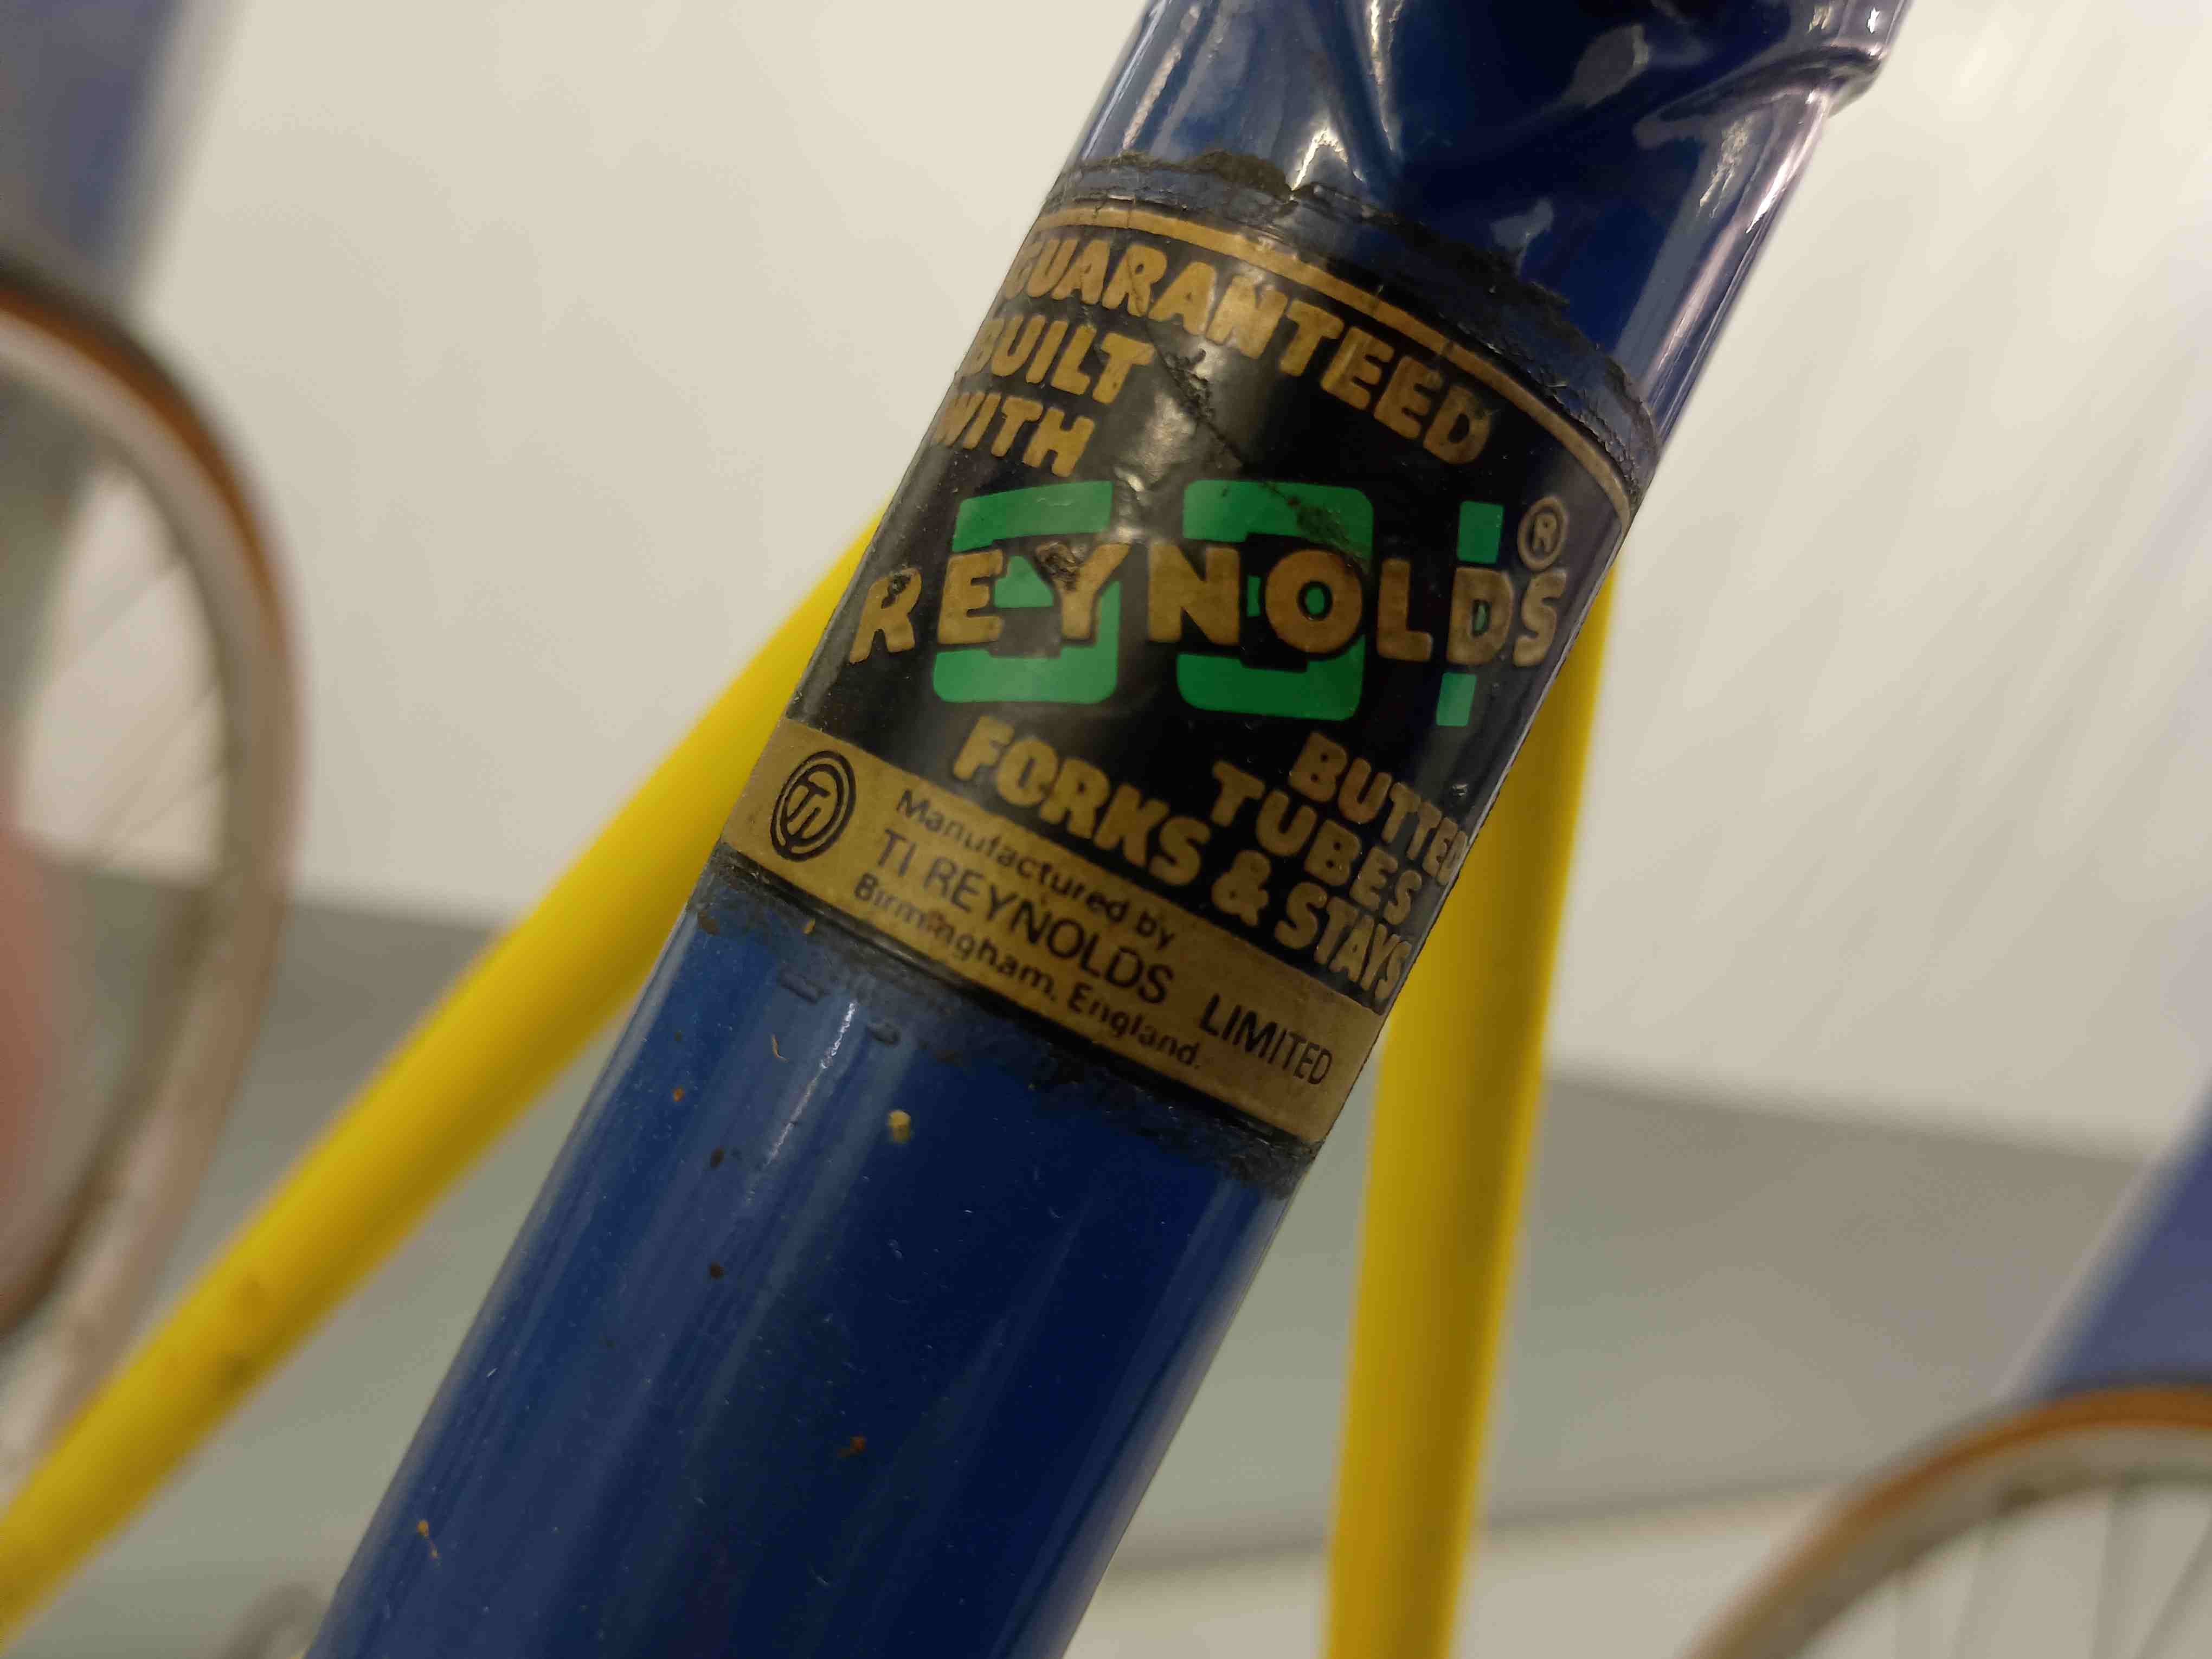 GUARANTEED
BUILT
WITH
531
REYNOLDS®
BUTTED
TUBES
FORKS & STAYS
TI
Manufactured by
TI REYNOLDS LIMITED
Birmingham, England.